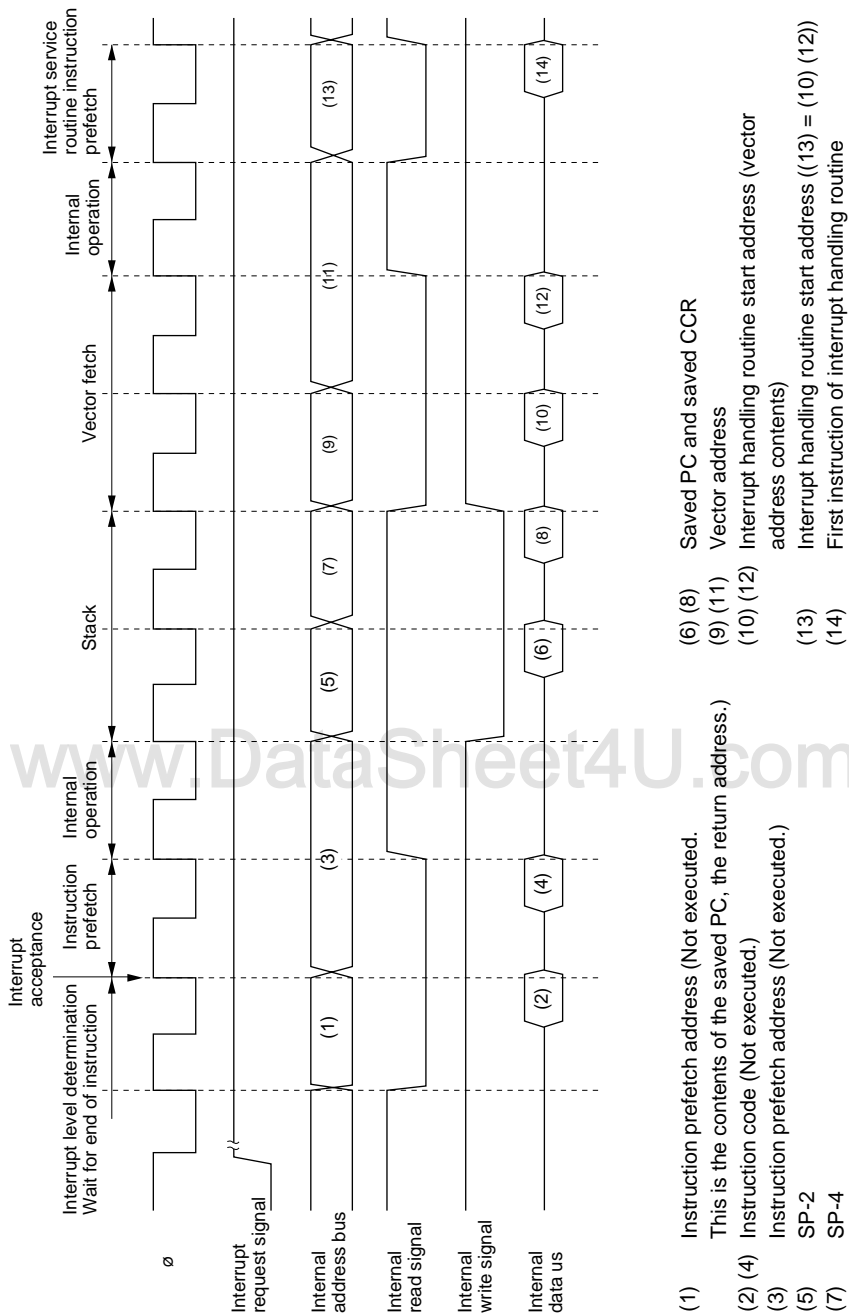 Interrupt
acceptance
Interrupt level determination
Wait for end of instruction
Instruction
prefetch
Internal
operation
Stack
Vector fetch
Internal
operation
Interrupt service
routine instruction
prefetch
ø
Interrupt
request signal
Internal
address bus
(1)
(3)
(5)
(7)
(9)
(11)
(13)
Internal
read signal
Internal
write signal
Internal
data us
(2)
(4)
(6)
(8)
(10)
(12)
(14)
(1) Instruction prefetch address (Not executed.
This is the contents of the saved PC, the return address.)
(2) (4) Instruction code (Not executed.)
(3) Instruction prefetch address (Not executed.)
(5) SP-2
(7) SP-4
(6) (8) Saved PC and saved CCR
(9) (11) Vector address
(10) (12) Interrupt handling routine start address (vector
address contents)
(13) Interrupt handling routine start address ((13) = (10) (12))
(14) First instruction of interrupt handling routine
www.DataSheet4U.com